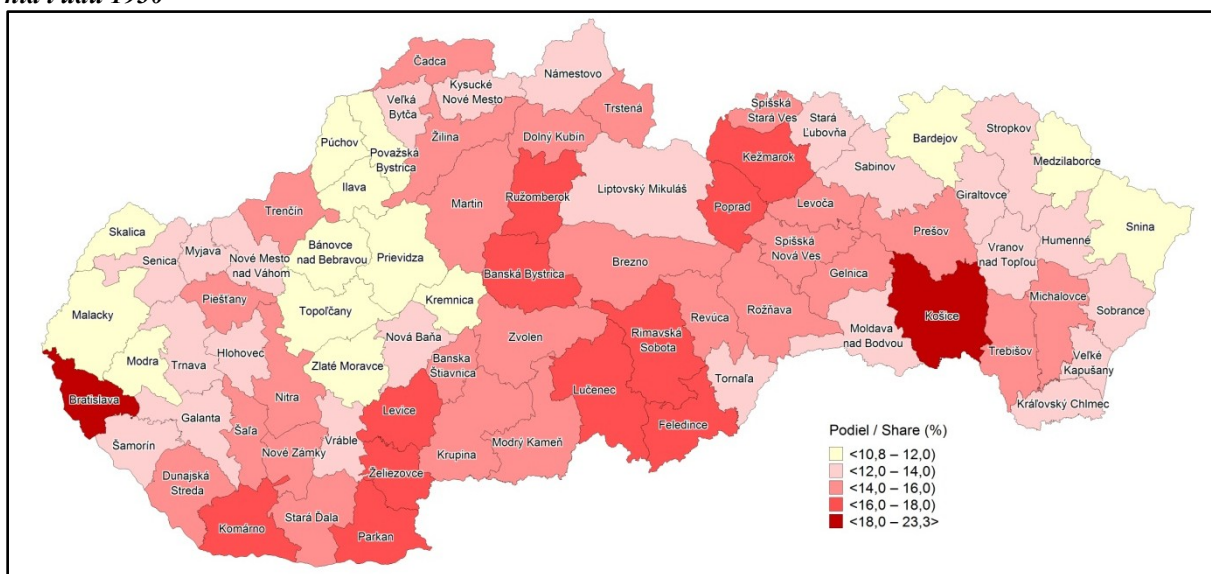 1930
Čadca
Námestovo
Kysucké
Nové Mesto
Veľká
Bytča
Trstená
Spišská
Stará Ves
Stará
Ľubovňa
Bardejov
Stropkov
Medzilaborce
Púchov
Považská
Bystrica
Žilina
Dolný Kubín
Kežmarok
Sabinov
Giraltovce
Ilava
Ružomberok
Liptovský Mikuláš
Poprad
Levoča
Snina
Trenčín
Martin
Prešov
Humenné
Skalica
Senica
Myjava
Nové Mesto
nad Váhom
Bánovce
nad Bebravou
Prievidza
Banská Bystrica
Brezno
Spišská
Nová Ves
Gelnica
Vranov
nad Topľou
Piešťany
Topoľčany
Kremnica
Michalovce
Sobrance
Malacky
Modra
Trnava
Hlohovec
Zlaté Moravce
Nová Baňa
Zvolen
Revúca
Rožňava
Moldava
nad Bodvou
Košice
Trebišov
Veľké
Kapušany
Banska
Štiavnica
Rimavská
Sobota
Tornaľa
Bratislava
Nitra
Levice
Lučenec
Kráľovský Chlmec
Galanta
Šaľa
Vráble
Feledince
Šamorín
Nové Zámky
Krupina
Modrý Kameň
Dunajská
Streda
Želiezovce
Komárno
Stará Ďala
Parkan
Podiel / Share (%)
<10,8 – 12,0)
<12,0 – 14,0)
<14,0 – 16,0)
<16,0 – 18,0)
<18,0 – 23,3>